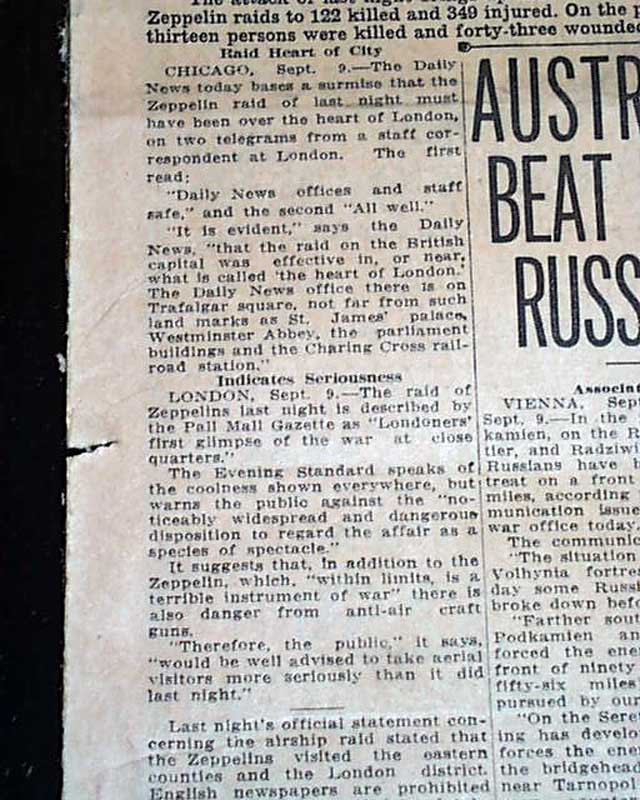 Zeppelin raids to 122 killed and 349 injured. On the p
thirteen persons were killed and forty-three wounded
Raid Heart of City
CHICAGO, Sept. 9.—The Daily
News today bases a surmise that the
Zeppelin raid of last night must
have been over the heart of London,
on two telegrams from a staff cor-
respondent at London. The first
read:
"Daily News offices and staff
safe," and the second "All well."
"It is evident," says the Daily
News, "that the raid on the British
capital was effective in, or near,
what is called 'the heart of London.'
The Daily News office there is on
Trafalgar square, not far from such
land marks as St. James' palace,
Westminster Abbey, the parliament
buildings and the Charing Cross rail-
road station."
Indicates Seriousness
LONDON, Sept. 9.—The raid of
Zeppelins last night is described by
the Pall Mall Gazette as "Londoners'
first glimpse of the war at close
quarters."
The Evening Standard speaks of
the coolness shown everywhere, but
warns the public against the "no-
ticeably widespread and dangerous
disposition to regard the affair as a
species of spectacle."
It suggests that, in addition to the
Zeppelin, which, "within limits, is a
terrible instrument of war" there is
also danger from anti-air craft
guns.
"Therefore, the public," it says,
"would be well advised to take aerial
visitors more seriously than it did
last night."
Last night's official statement con-
cerning the airship raid stated that
the Zeppelins visited the eastern
counties and the London district.
English newspapers are prohibited
AUSTR
BEAT
RUSS
Associat
VIENNA, Sept
Sept. 9.—In the
kamien, on the R
tier, and Radziwi
Russians have b
treat on a front
miles, according
munication issue
war office today.
The communic
"The situation
Volhynia fortres
day some Russi
broke down befo
"Farther sout
Podkamien an
forced the ene
front of ninety
fifty-six miles
pursued by our
"On the Sere
ing has develo
forces the ene
the bridgehead
near Tarnopol